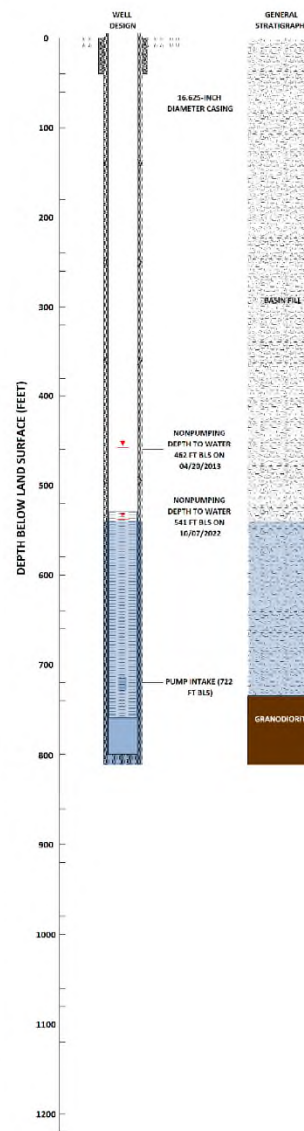 WELL
DESIGN
GENERAL
STRATIGRAPH
0
100
200
300
400
500
600
700
800
900
1000
1100
1200
DEPTH BELOW LAND SURFACE (FEET)
16.625-INCH
DIAMETER CASING
BASIN FILL
NONPUMPING
DEPTH TO WATER
462 FT BLS ON
04/20/2013
NONPUMPING
DEPTH TO WATER
541 FT BLS ON
10/07/2022
PUMP INTAKE (722
FT BLS)
GRANODIORIT